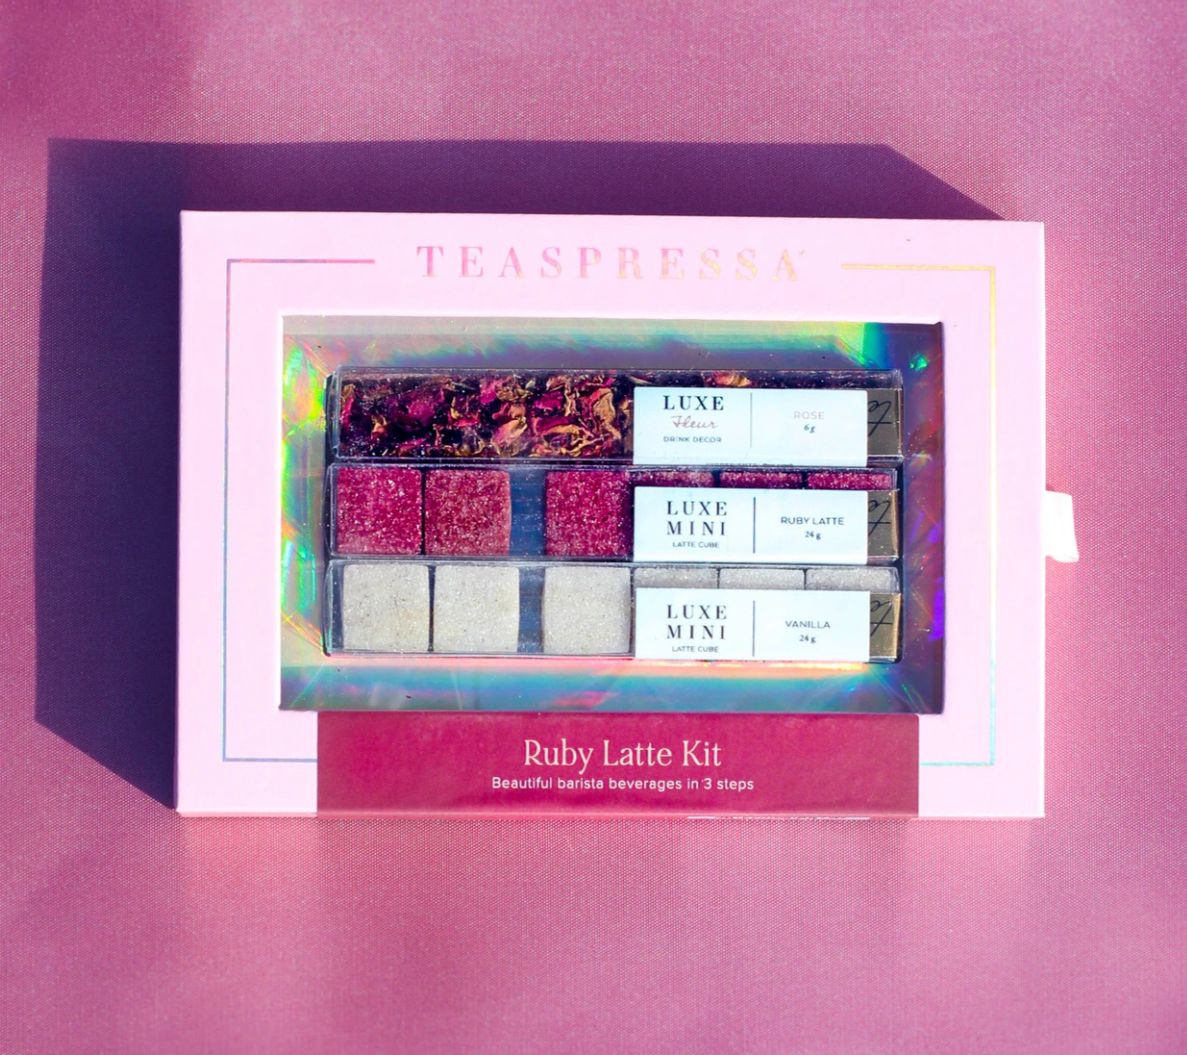 TEASPRESSA
LUXE
Fleur
DRINK DECOR
ROSE
6g
LUXE
MINI
LATTE CUBE
RUBY LATTE
24g
LUXE
MINI
LATTE CUBE
VANILLA
24g
Ruby Latte Kit
Beautiful barista beverages in 3 steps